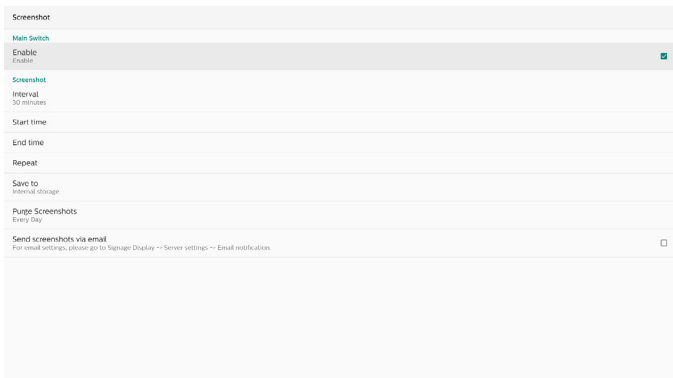 Screenshot
Main Switch
Enable
Enable
Screenshot
Interval
30 minutes
Start time
End time
Repeat
Save to
Internal storage
Purge Screenshots
Every Day
Send screenshots via email
For email settings, please go to Signage Display ~> Server settings ~> Email notification.